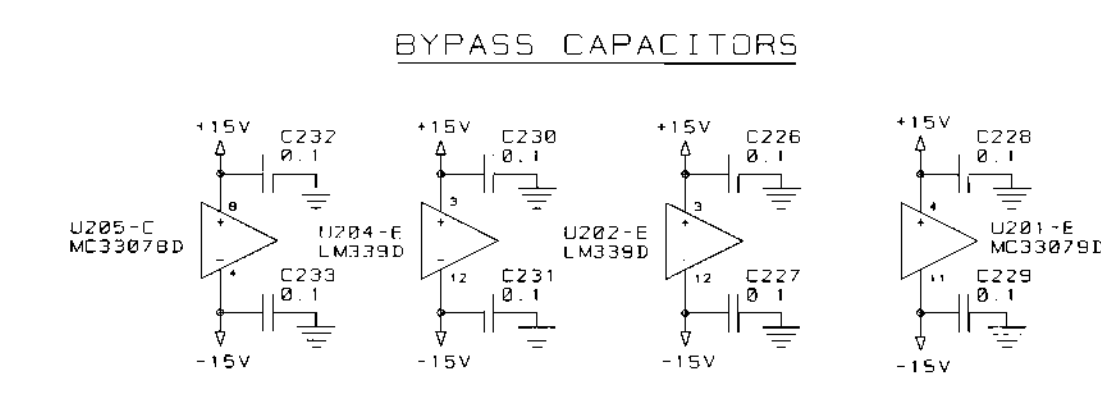 BYPASS CAPACITORS
+15V
C232
0.1
8
U205-C
MC33078D
+
-
4
C233
0.1
-15V
+15V
C230
0.1
3
U204-E
LM339D
+
-
12
C231
0.1
-15V
+15V
C226
0.1
3
U202-E
LM339D
+
12
C227
0.1
-15V
+15V
C228
0.1
4
U201-E
MC33079D
+
-
11
C229
0.1
-15V